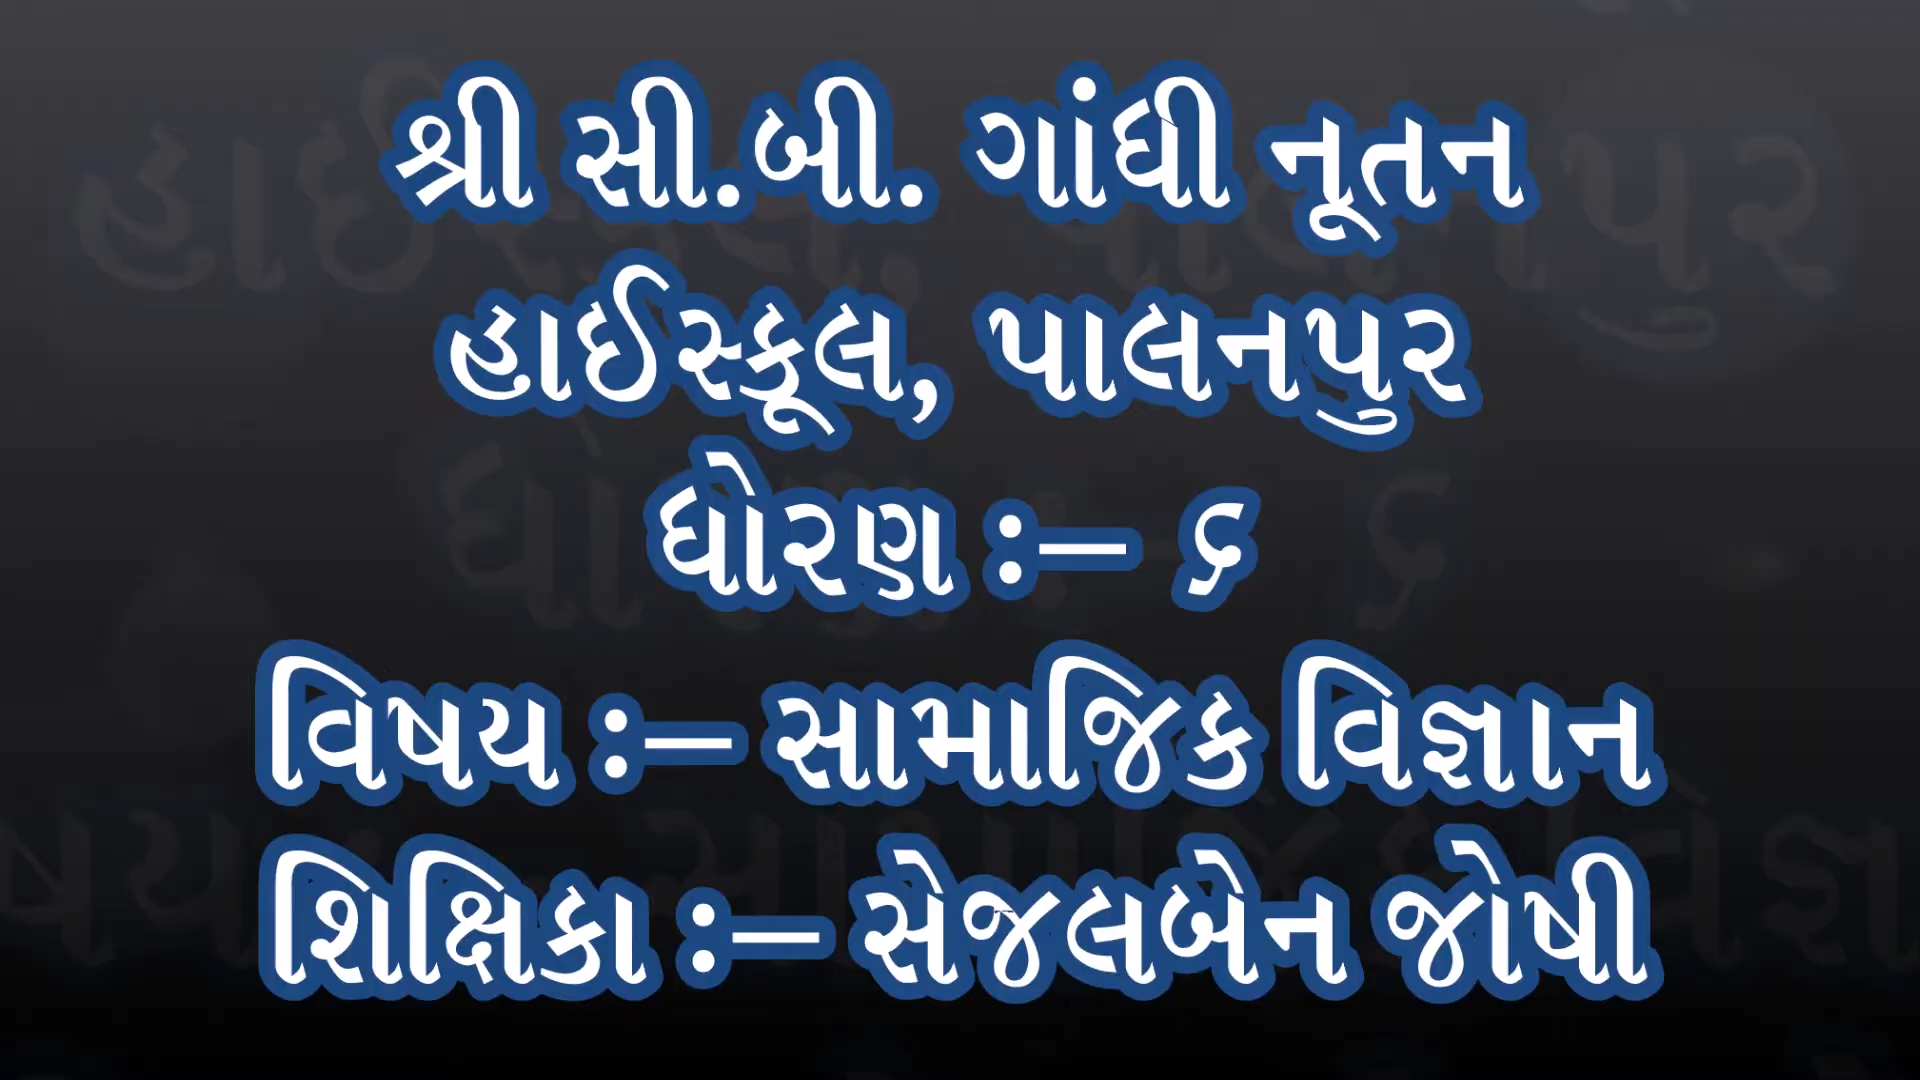 શ્રી સી.બી. ગાંધી નૂતન
હાઈસ્કૂલ, પાલનપુર
ધોરણ :– ૬
વિષય :– સામાજિક વિજ્ઞાન
શિક્ષિકા :– સેજલબેન જોષી